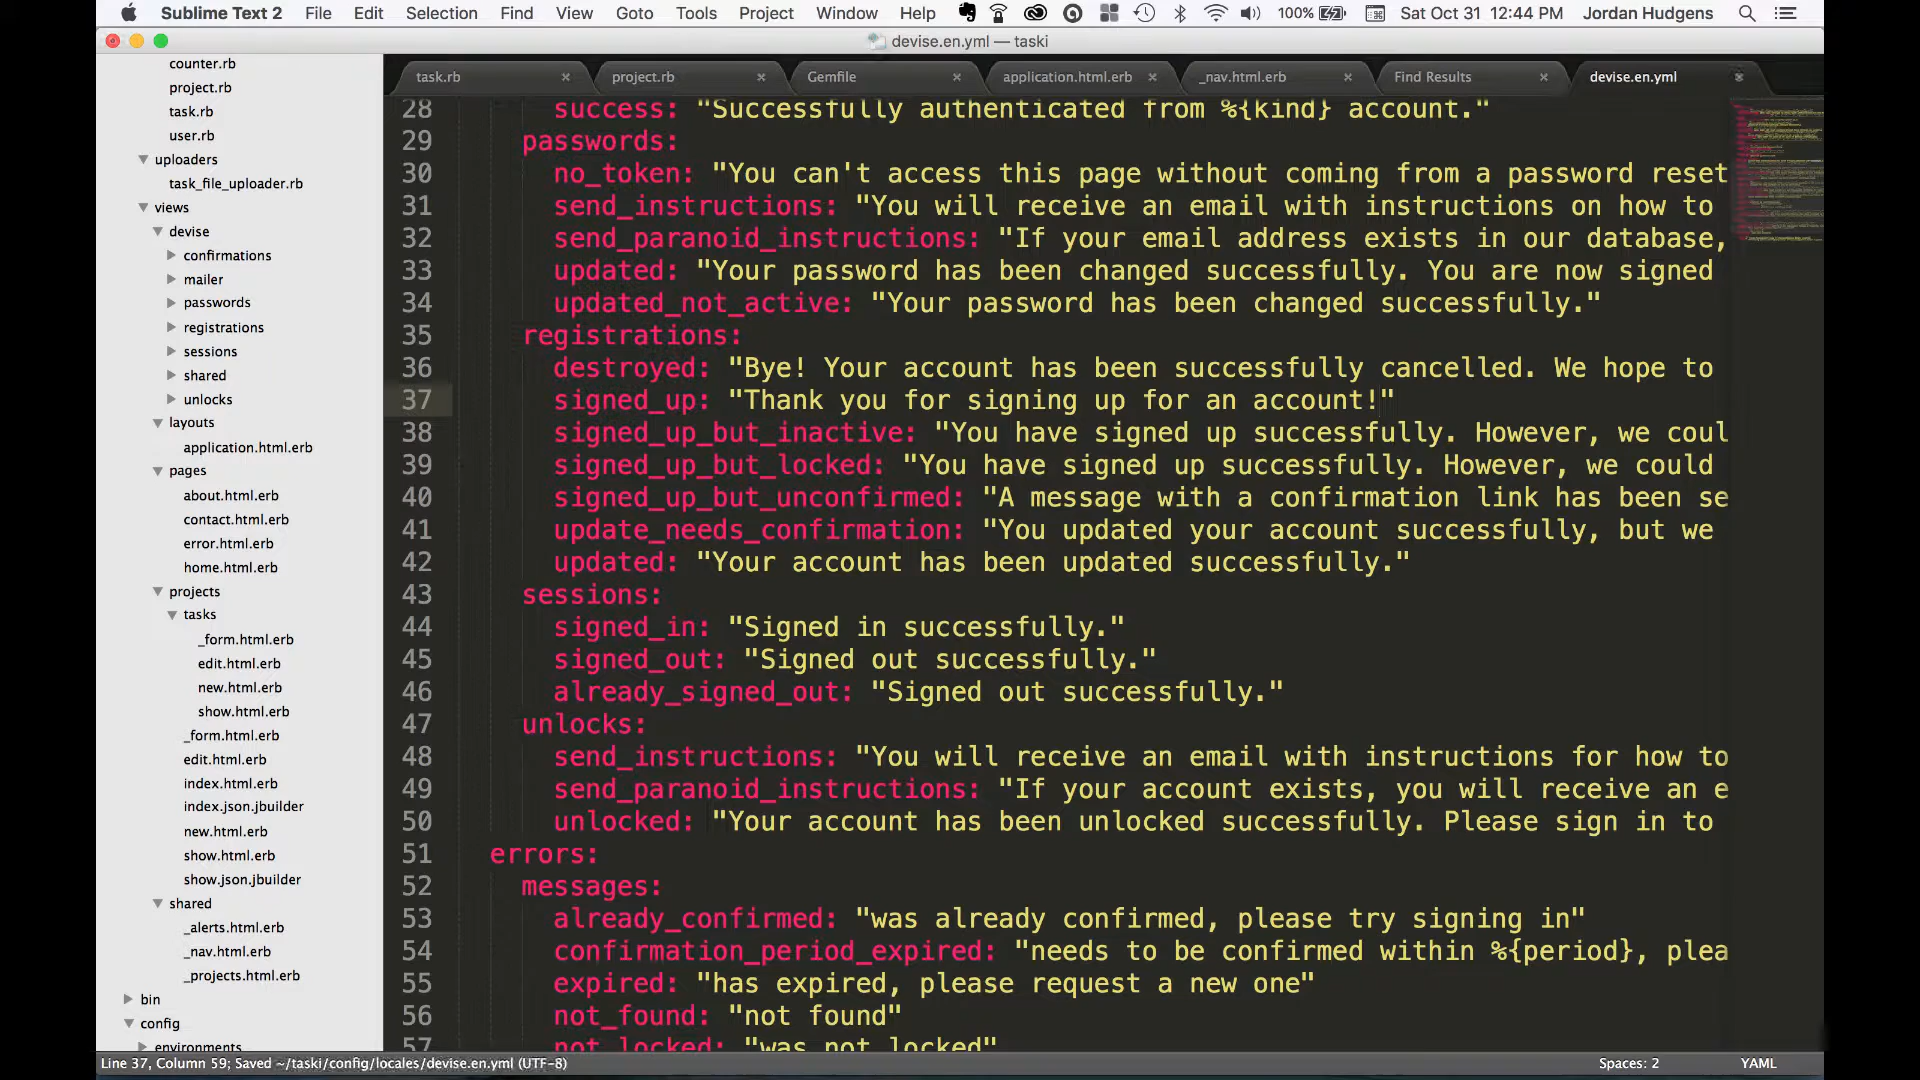 Sublime Text 2 File Edit Selection Find View Goto Tools Project Window Help 100% Sat Oct 31 12:44 PM Jordan Hudgens
devise.en.yml — taski
task.rb project.rb Gemfile application.html.erb _nav.html.erb Find Results devise.en.yml
counter.rb
project.rb
task.rb
user.rb
uploaders
task_file_uploader.rb
views
devise
confirmations
mailer
passwords
registrations
sessions
shared
unlocks
layouts
application.html.erb
pages
about.html.erb
contact.html.erb
error.html.erb
home.html.erb
projects
tasks
_form.html.erb
edit.html.erb
new.html.erb
show.html.erb
_form.html.erb
edit.html.erb
index.html.erb
index.json.jbuilder
new.html.erb
show.html.erb
show.json.jbuilder
shared
_alerts.html.erb
_nav.html.erb
_projects.html.erb
bin
config
environments
28 success: "Successfully authenticated from %{kind} account."
29 passwords:
30 no_token: "You can't access this page without coming from a password reset
31 send_instructions: "You will receive an email with instructions on how to
32 send_paranoid_instructions: "If your email address exists in our database,
33 updated: "Your password has been changed successfully. You are now signed
34 updated_not_active: "Your password has been changed successfully."
35 registrations:
36 destroyed: "Bye! Your account has been successfully cancelled. We hope to
37 signed_up: "Thank you for signing up for an account!"
38 signed_up_but_inactive: "You have signed up successfully. However, we coul
39 signed_up_but_locked: "You have signed up successfully. However, we could
40 signed_up_but_unconfirmed: "A message with a confirmation link has been se
41 update_needs_confirmation: "You updated your account successfully, but we
42 updated: "Your account has been updated successfully."
43 sessions:
44 signed_in: "Signed in successfully."
45 signed_out: "Signed out successfully."
46 already_signed_out: "Signed out successfully."
47 unlocks:
48 send_instructions: "You will receive an email with instructions for how to
49 send_paranoid_instructions: "If your account exists, you will receive an e
50 unlocked: "Your account has been unlocked successfully. Please sign in to
51 errors:
52 messages:
53 already_confirmed: "was already confirmed, please try signing in"
54 confirmation_period_expired: "needs to be confirmed within %{period}, plea
55 expired: "has expired, please request a new one"
56 not_found: "not found"
57 not_locked: "was not locked"
Line 37, Column 59; Saved ~/taski/config/locales/devise.en.yml (UTF-8) Spaces: 2 YAML